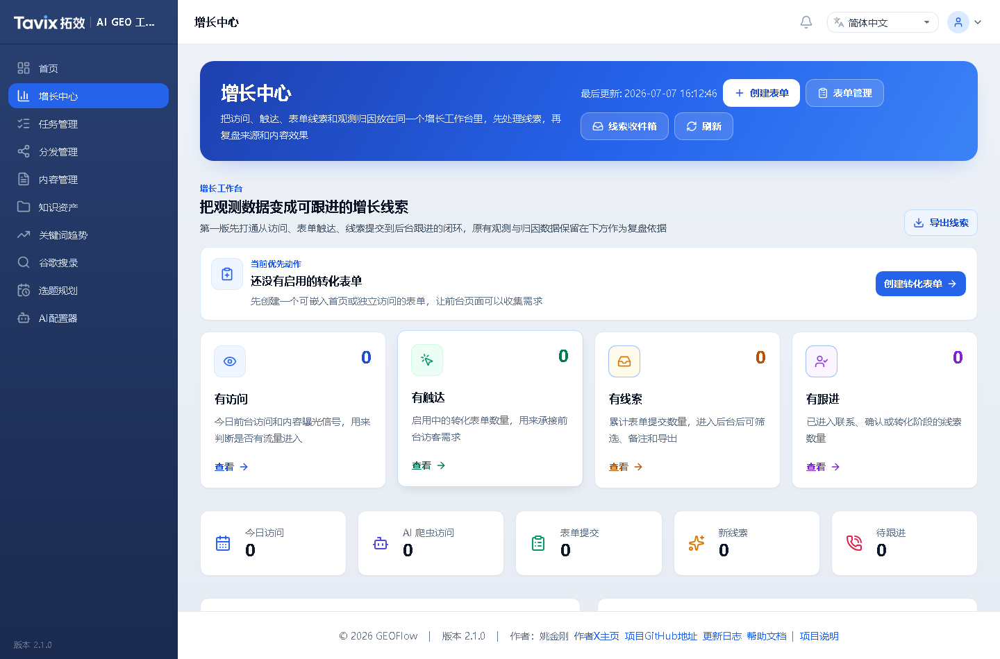 Tavix 拓效 AI GEO 工...
首页
增长中心
任务管理
分发管理
内容管理
知识资产
关键词趋势
谷歌搜录
选题规划
AI配置器
版本 2.1.0
增长中心
简体中文
增长中心
把访问、触达、表单线索和观测归因放在同一个增长工作台里，先处理线索，再
复盘来源和内容效果
最后更新: 2026-07-07 16:12:46
创建表单
表单管理
线索收件箱
刷新
增长工作台
把观测数据变成可跟进的增长线索
第一版先打通从访问、表单触达、线索提交到后台跟进的闭环，原有观测与归因数据保留在下方作为复盘依据
导出线索
当前优先动作
还没有启用的转化表单
先创建一个可嵌入首页或独立访问的表单，让前台页面可以收集需求
创建转化表单
0
有访问
今日前台访问和内容曝光信号，用来
判断是否有流量进入
查看
0
有触达
启用中的转化表单数量，用来承接前
台访客需求
查看
0
有线索
累计表单提交数量，进入后台后可筛
选、备注和导出
查看
0
有跟进
已进入联系、确认或转化阶段的线索
数量
查看
今日访问
0
AI 爬虫访问
0
表单提交
0
新线索
0
待跟进
0
© 2026 GEOFlow | 版本 2.1.0 | 作者：姚金刚 作者X主页 项目GitHub地址 更新日志 帮助文档 | 项目说明